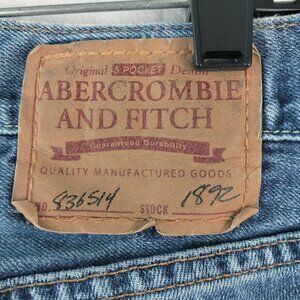 Original 5 POCKET Denim
ABERCROMBIE
AND FITCH
Guaranteed Durability
QUALITY MANUFACTURED GOODS
NO. 836514 STOCK 1892